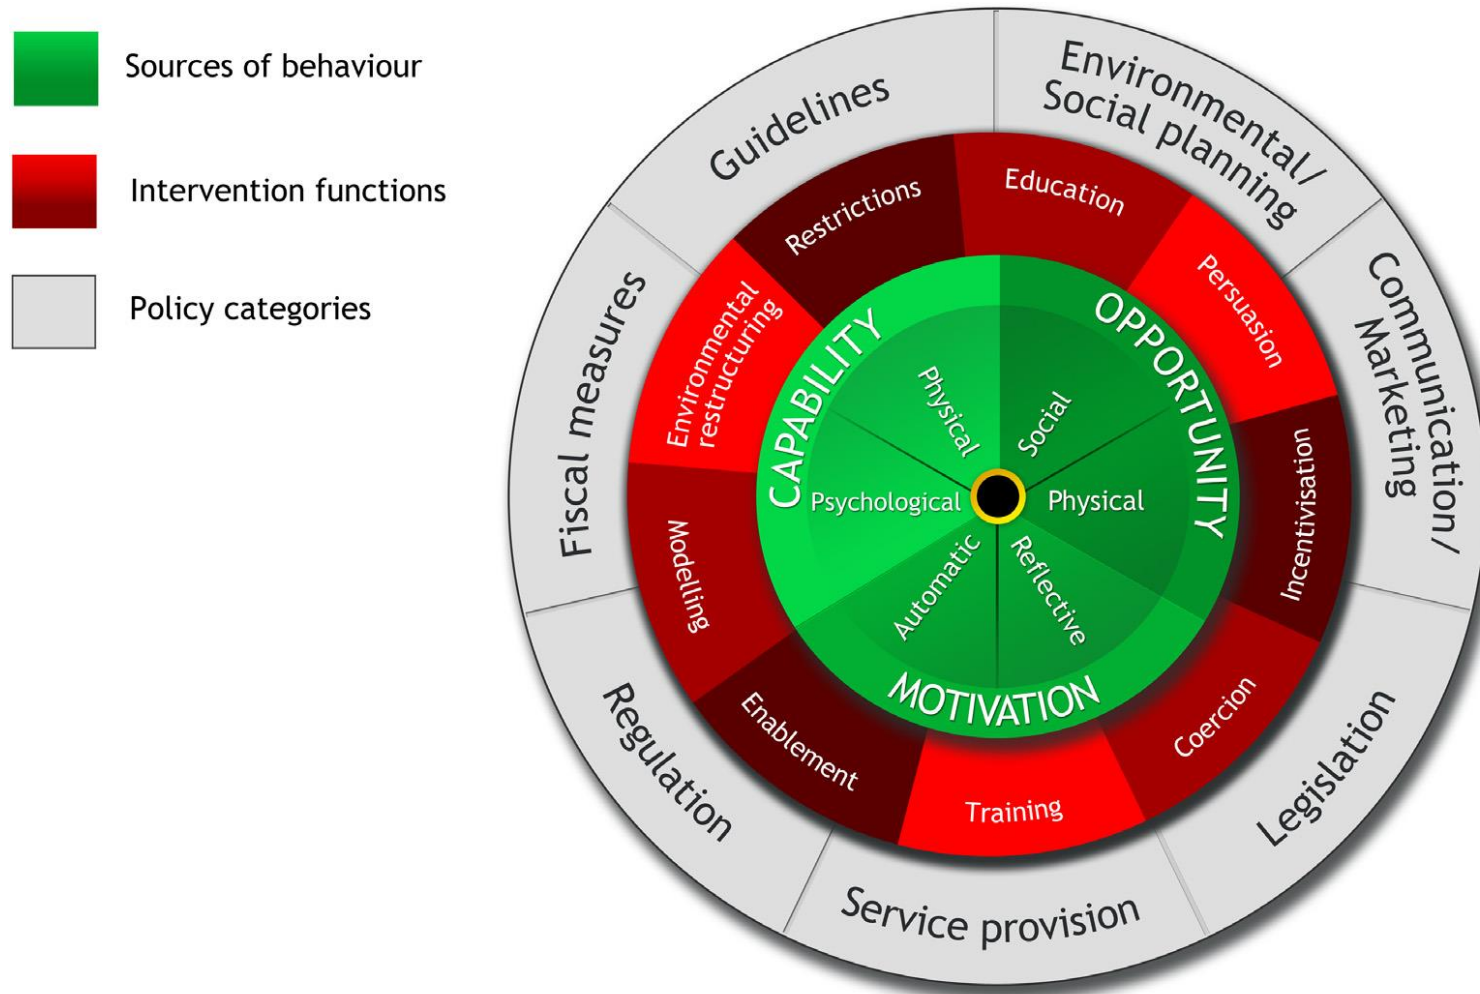 Sources of behaviour
Intervention functions
Policy categories
Guidelines
Environmental/
Social planning
Communication/
Marketing
Legislation
Service provision
Regulation
Fiscal measures
Restrictions
Education
Persuasion
Incentivisation
Coercion
Training
Enablement
Modelling
Environmental
restructuring
CAPABILITY
OPPORTUNITY
MOTIVATION
Physical
Social
Physical
Reflective
Automatic
Psychological